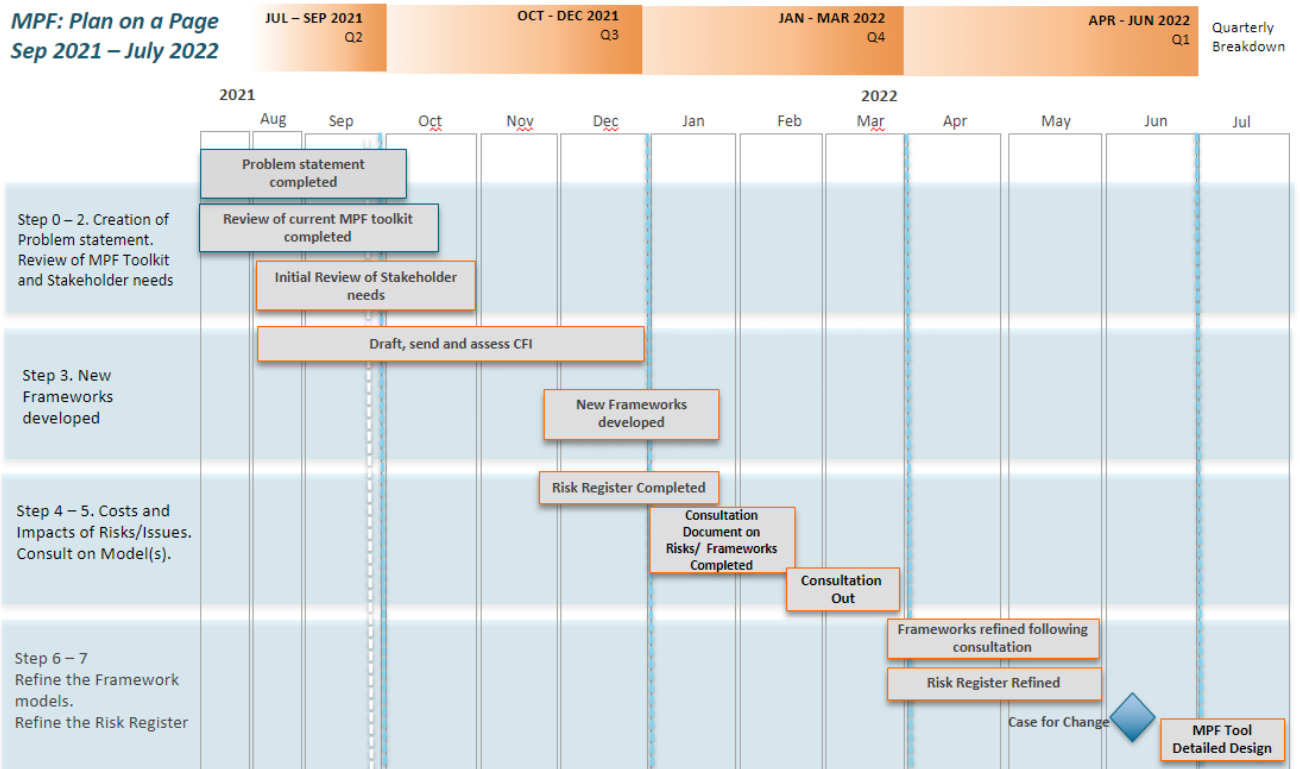 MPF: Plan on a Page
Sep 2021 – July 2022
JUL – SEP 2021
Q2
OCT - DEC 2021
Q3
JAN - MAR 2022
Q4
APR - JUN 2022
Q1
Quarterly
Breakdown
2021
2022
Aug
Sep
Oct
Nov
Dec
Jan
Feb
Mar
Apr
May
Jun
Jul
Problem statement
completed
Step 0 – 2. Creation of
Problem statement.
Review of MPF Toolkit
and Stakeholder needs
Review of current MPF toolkit
completed
Initial Review of Stakeholder
needs
Draft, send and assess CFI
Step 3. New
Frameworks
developed
New Frameworks
developed
Risk Register Completed
Step 4 – 5. Costs and
Impacts of Risks/Issues.
Consult on Model(s).
Consultation
Document on
Risks/ Frameworks
Completed
Consultation
Out
Frameworks refined following
consultation
Step 6 – 7
Refine the Framework
models.
Refine the Risk Register
Risk Register Refined
Case for Change
MPF Tool
Detailed Design